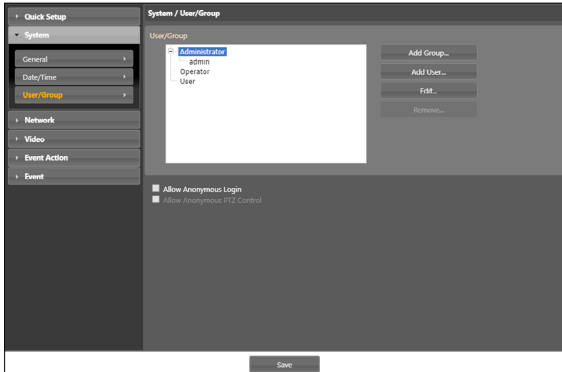 Quick Setup
System
General
Date/Time
User/Group
Network
Video
Event Action
Event
System / User/Group
User/Group
Administrator
admin
Operator
User
Add Group...
Add User...
Edit...
Remove...
Allow Anonymous Login
Allow Anonymous PTZ Control
Save